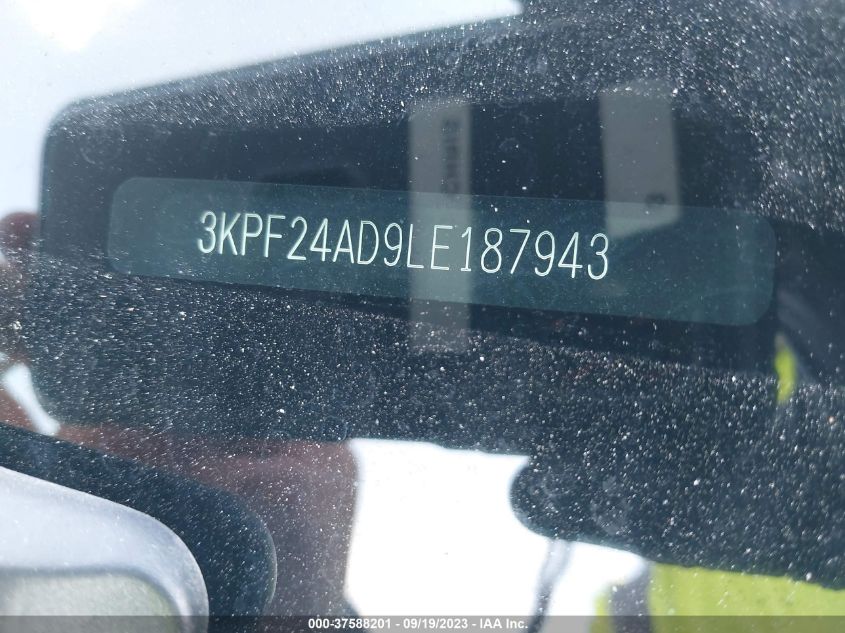 3KPF24AD9LE187943
000-37588201 - 09/19/2023 - IAA Inc.